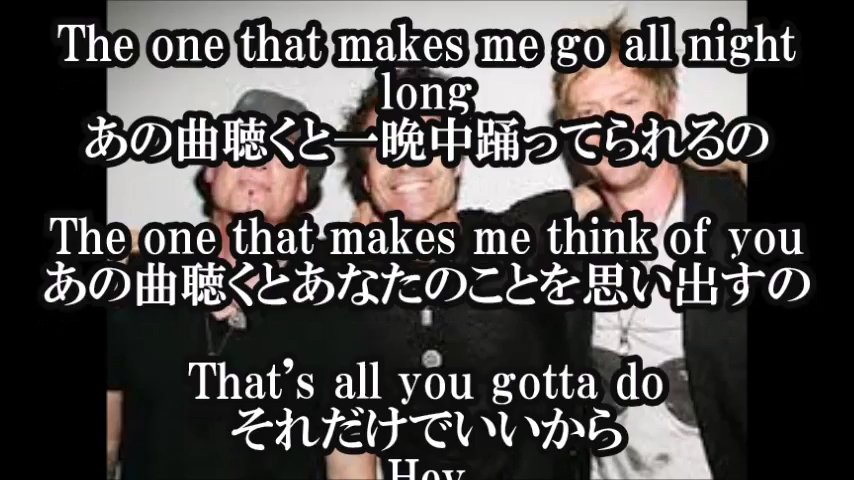 The one that makes me go all night
long
あの曲聴くと一晩中踊ってられるの
The one that makes me think of you
あの曲聴くとあなたのことを思い出すの
That's all you gotta do
それだけでいいから
Hey